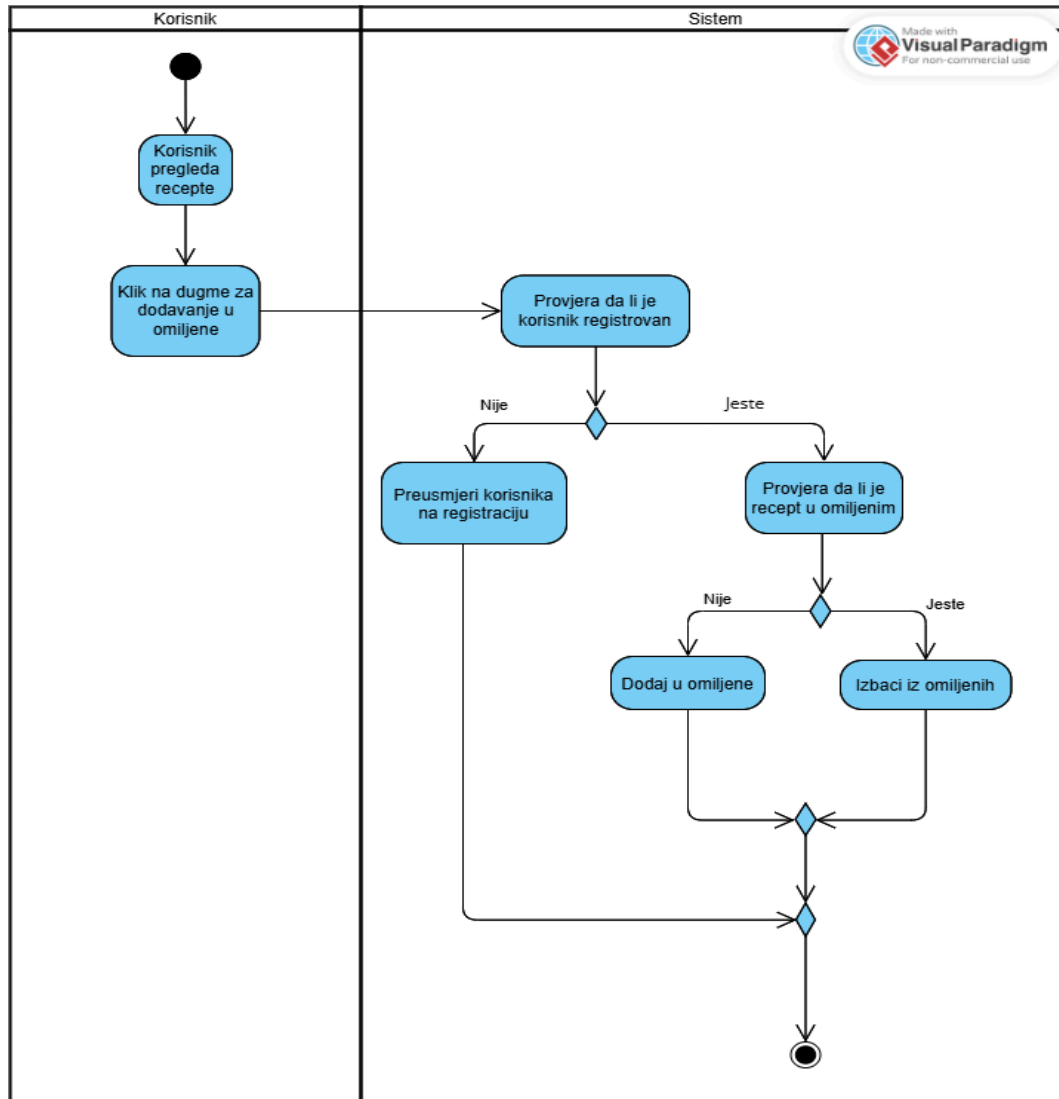 Korisnik
Sistem
Made with
Visual Paradigm
For non-commercial use
Korisnik
pregleda
recepte
Klik na dugme za
dodavanje u
omiljene
Provjera da li je
korisnik registrovan
Nije
Jeste
Preusmjeri korisnika
na registraciju
Provjera da li je
recept u omiljenim
Nije
Jeste
Dodaj u omiljene
Izbaci iz omiljenih